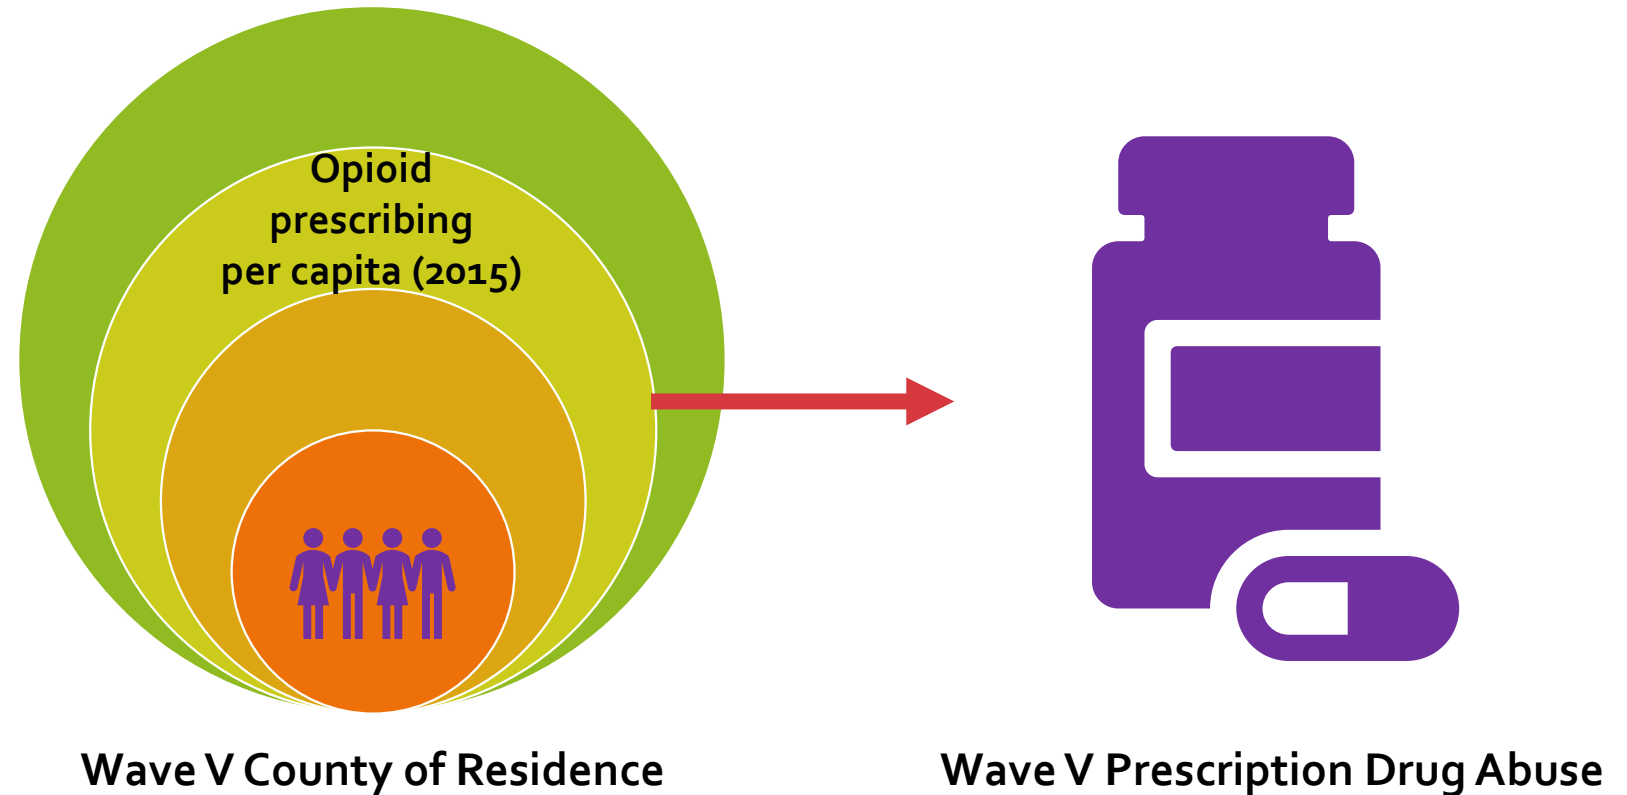 Opioid
prescribing
per capita (2015)
Wave V County of Residence
Wave V Prescription Drug Abuse